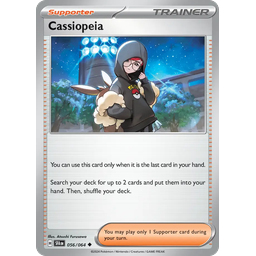 Supporter
TRAINER
Cassiopeia
You can use this card only when it is the last card in your hand.
Search your deck for up to 2 cards and put them into your
hand. Then, shuffle your deck.
Illus. Atsushi Furusawa
056/064
You may play only 1 Supporter card during
your turn.